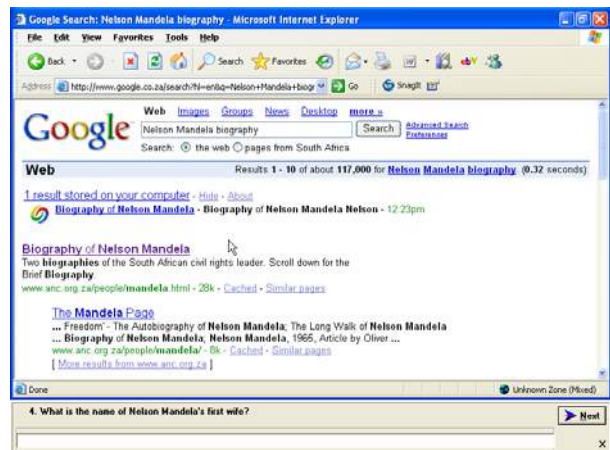 Google Search: Nelson Mandela biography - Microsoft Internet Explorer
File Edit View Favorites Tools Help
Back Search Favorites
Address http://www.google.co.za/search?hl=en&q=Nelson+Mandela+biogr Go SnagIt
Web Images Groups News Desktop more »
Google
Nelson Mandela biography Search Advanced Search
Preferences
Search: the web pages from South Africa
Web Results 1 - 10 of about 117,000 for Nelson Mandela biography (0.32 seconds)
1 result stored on your computer - Hide - About
Biography of Nelson Mandela - Biography of Nelson Mandela Nelson - 12:23pm
Biography of Nelson Mandela
Two biographies of the South African civil rights leader. Scroll down for the
Brief Biography.
www.anc.org.za/people/mandela.html - 28k - Cached - Similar pages
The Mandela Page
... Freedom' - The Autobiography of Nelson Mandela; The Long Walk of Nelson Mandela
... Biography of Nelson Mandela; Nelson Mandela, 1965, Article by Oliver ...
www.anc.org.za/people/mandela/ - 8k - Cached - Similar pages
[ More results from www.anc.org.za ]
Done Unknown Zone (Mixed)
4. What is the name of Nelson Mandela's first wife? Next